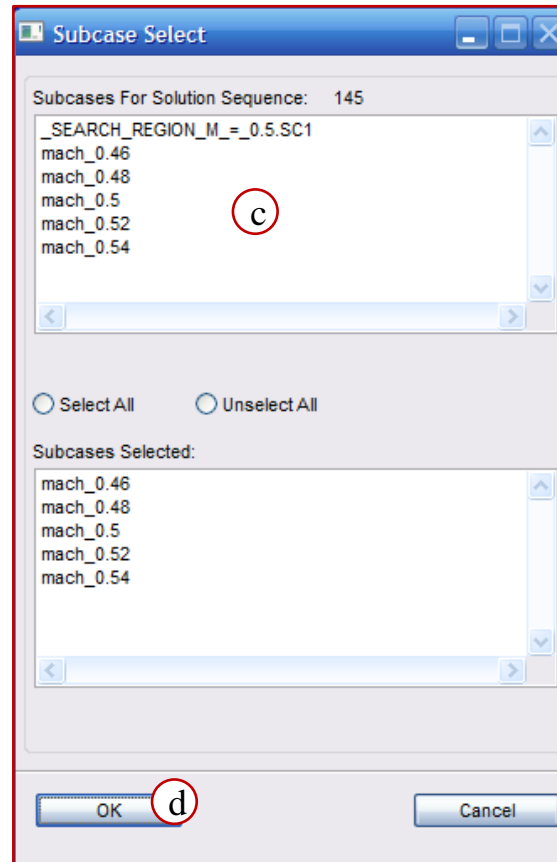 Subcase Select
Subcases For Solution Sequence: 145
_SEARCH_REGION_M_=_0.5.SC1
mach_0.46
mach_0.48
mach_0.5
mach_0.52
mach_0.54
c
Select All Unselect All
Subcases Selected:
mach_0.46
mach_0.48
mach_0.5
mach_0.52
mach_0.54
OK d Cancel